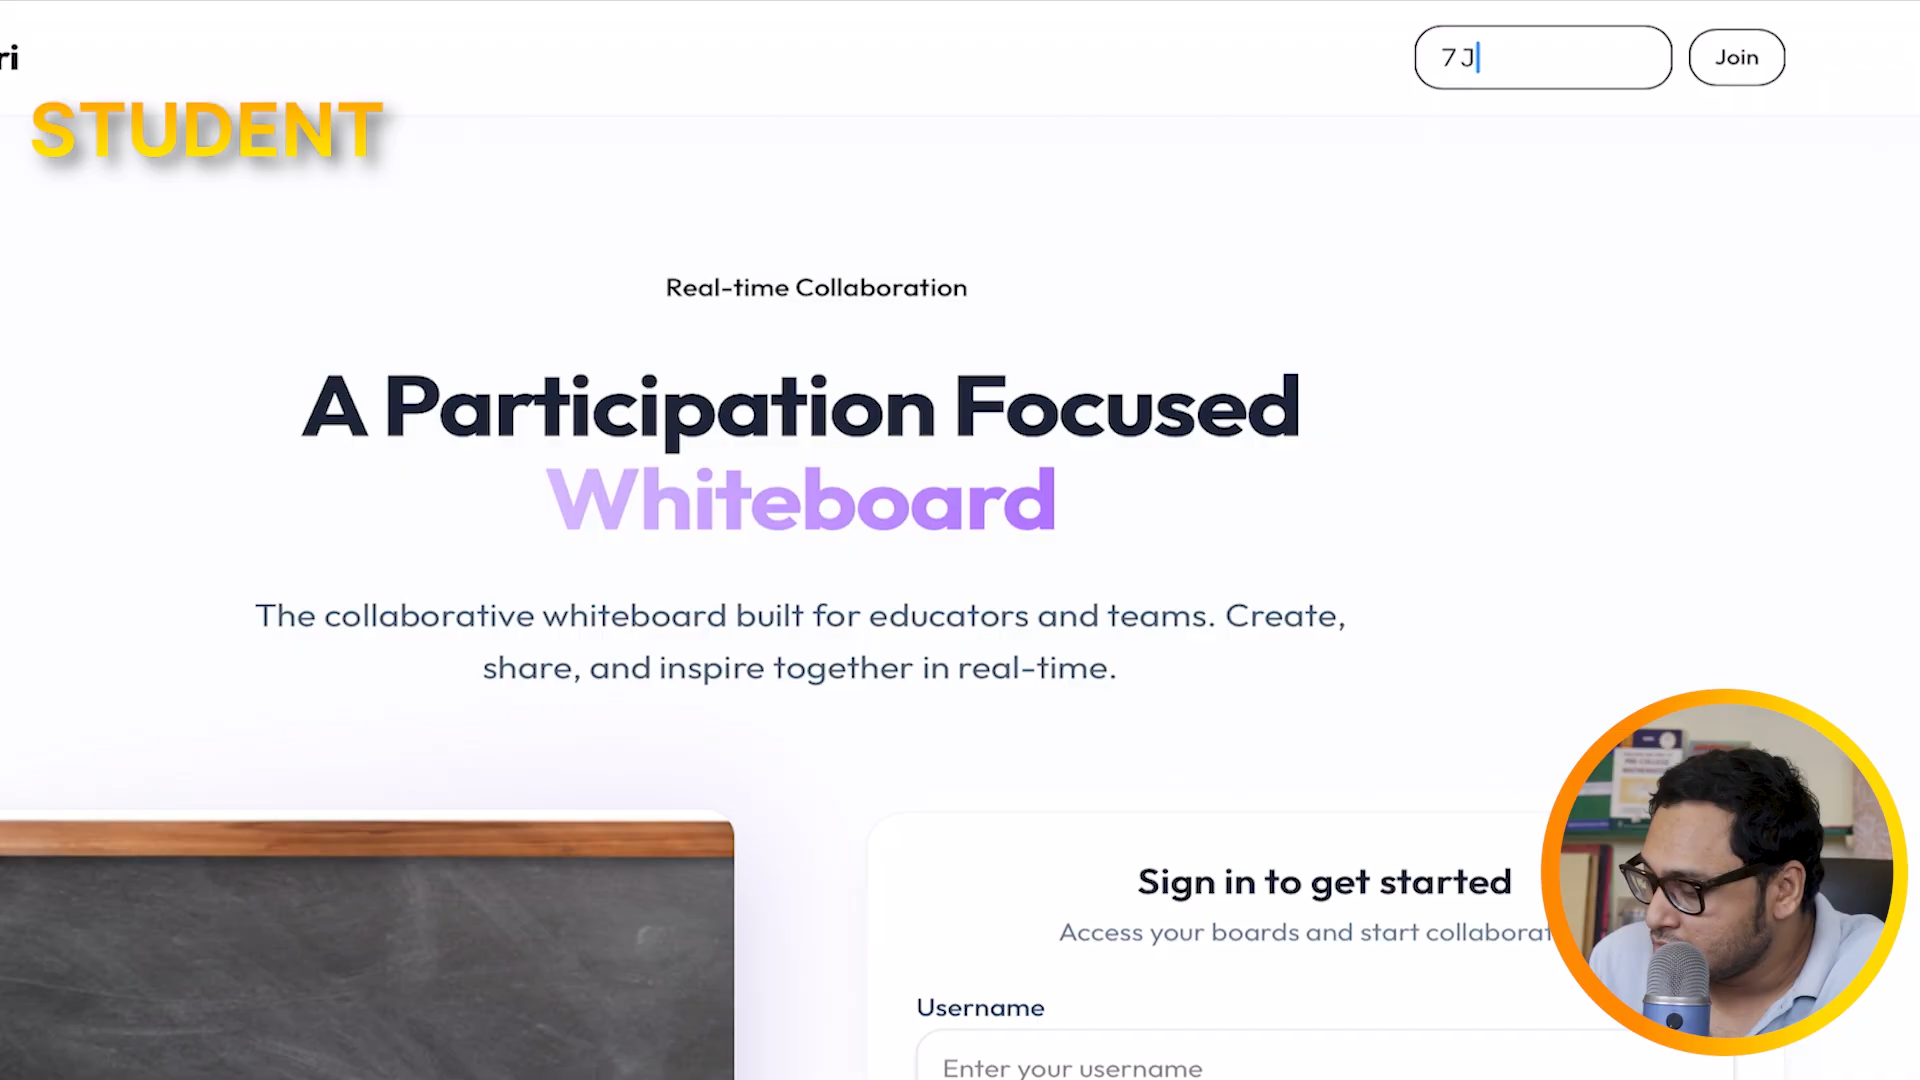 ri
7J
Join
STUDENT
Real-time Collaboration
A Participation Focused
Whiteboard
The collaborative whiteboard built for educators and teams. Create,
share, and inspire together in real-time.
Sign in to get started
Access your boards and start collaborat
Username
Enter your username